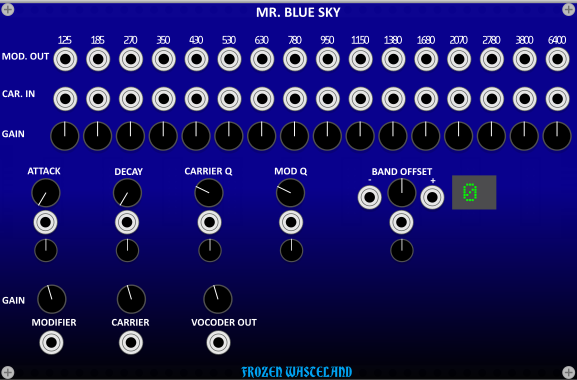 MR. BLUE SKY
125 185 270 350 430 530 630 780 950 1150 1380 1680 2070 2780 3800 6400
MOD. OUT
CAR. IN
GAIN
ATTACK DECAY CARRIER Q MOD Q BAND OFFSET
- +
0
GAIN
MODIFIER CARRIER VOCODER OUT
FROZEN WASTELAND